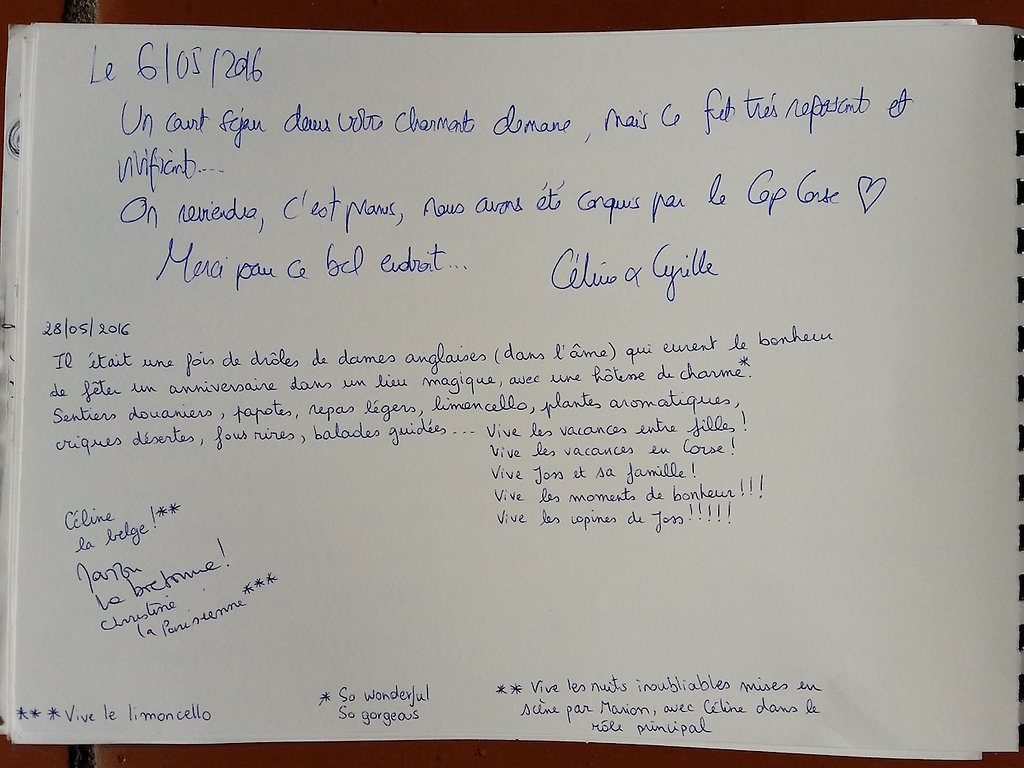 Le 6/05/2016
Un court séjour dans votre charmant domaine, mais ce fut très reposant et
vivifiant....
On reviendra, c'est promis, nous avons été conquis par le Cap Corse ♡
Merci pour ce bel endroit...
Céline & Cyrille
28/05/2016
Il était une fois de drôles de dames anglaises (dans l'âme) qui eurent le bonheur
de fêter un anniversaire dans un lieu magique, avec une hôtesse de charme*.
Sentiers douaniers, papotes, repas légers, limoncello, plantes aromatiques,
criques désertes, fous rires, balades guidées... Vive les vacances entre filles!
Vive les vacances en Corse!
Vive Joss et sa famille!
Vive les moments de bonheur!!!
Vive les copines de Joss!!!!!
Céline
la belge!**
Marion
la bretonne!
Christine
la Parisienne***
*** Vive le limoncello
* So wonderful
So gorgeous
** Vive les nuits inoubliables mises en
scène par Marion, avec Céline dans le
rôle principal